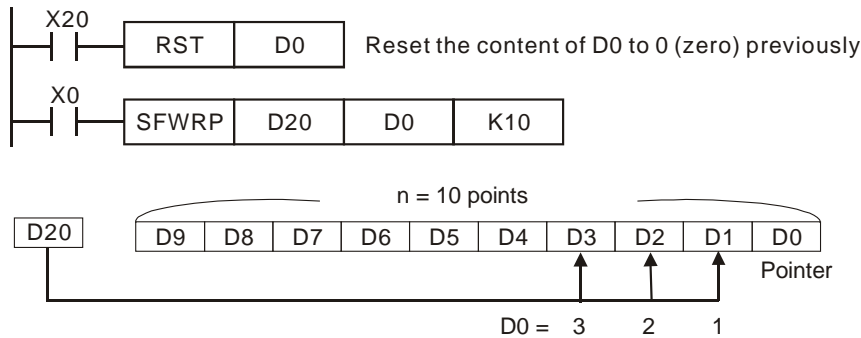 X20
RST D0 Reset the content of D0 to 0 (zero) previously
X0
SFWRP D20 D0 K10
n = 10 points
D20 D9 D8 D7 D6 D5 D4 D3 D2 D1 D0
Pointer
D0 = 3 2 1